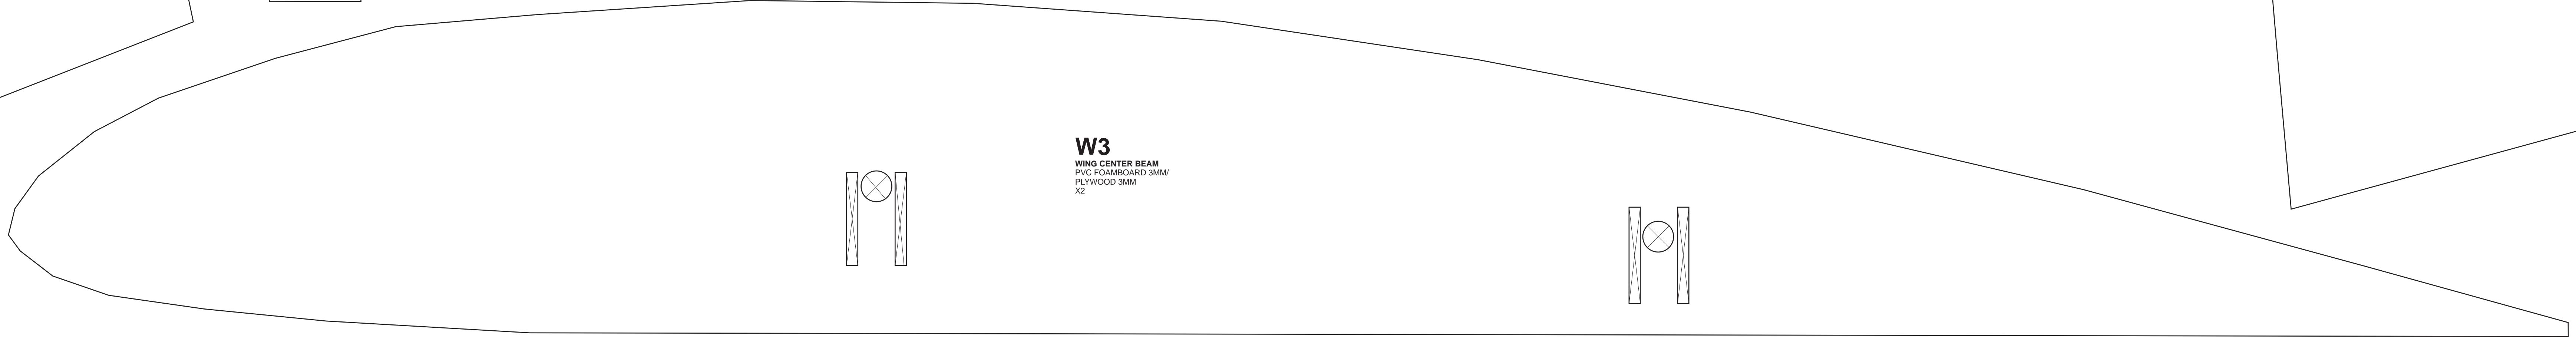 W3
WING CENTER BEAM
PVC FOAMBOARD 3MM/
PLYWOOD 3MM
X2